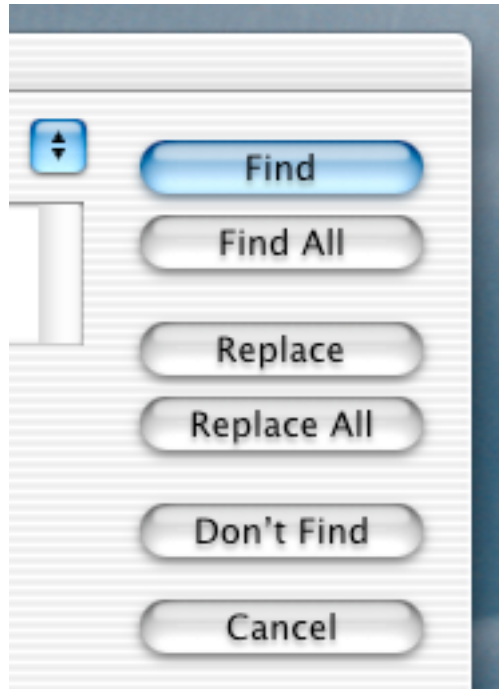 Find
Find All
Replace
Replace All
Don't Find
Cancel